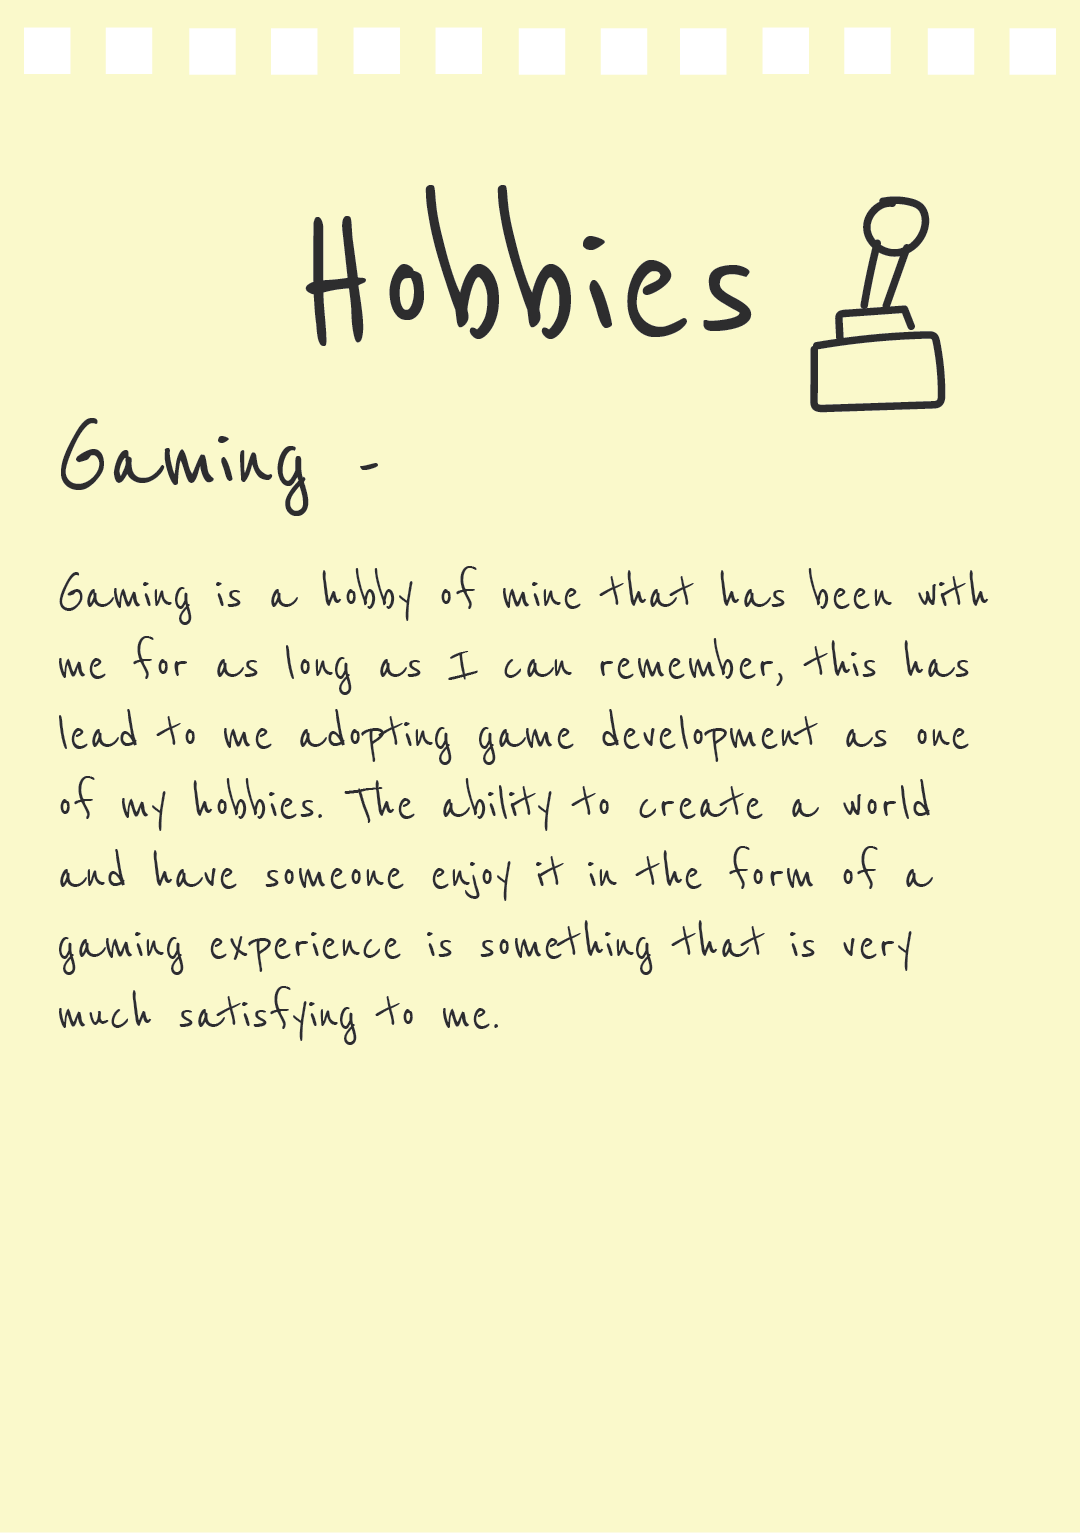 Hobbies
Gaming -
Gaming is a hobby of mine that has been with
me for as long as I can remember, this has
lead to me adopting game development as one
of my hobbies. The ability to create a world
and have someone enjoy it in the form of a
gaming experience is something that is very
much satisfying to me.